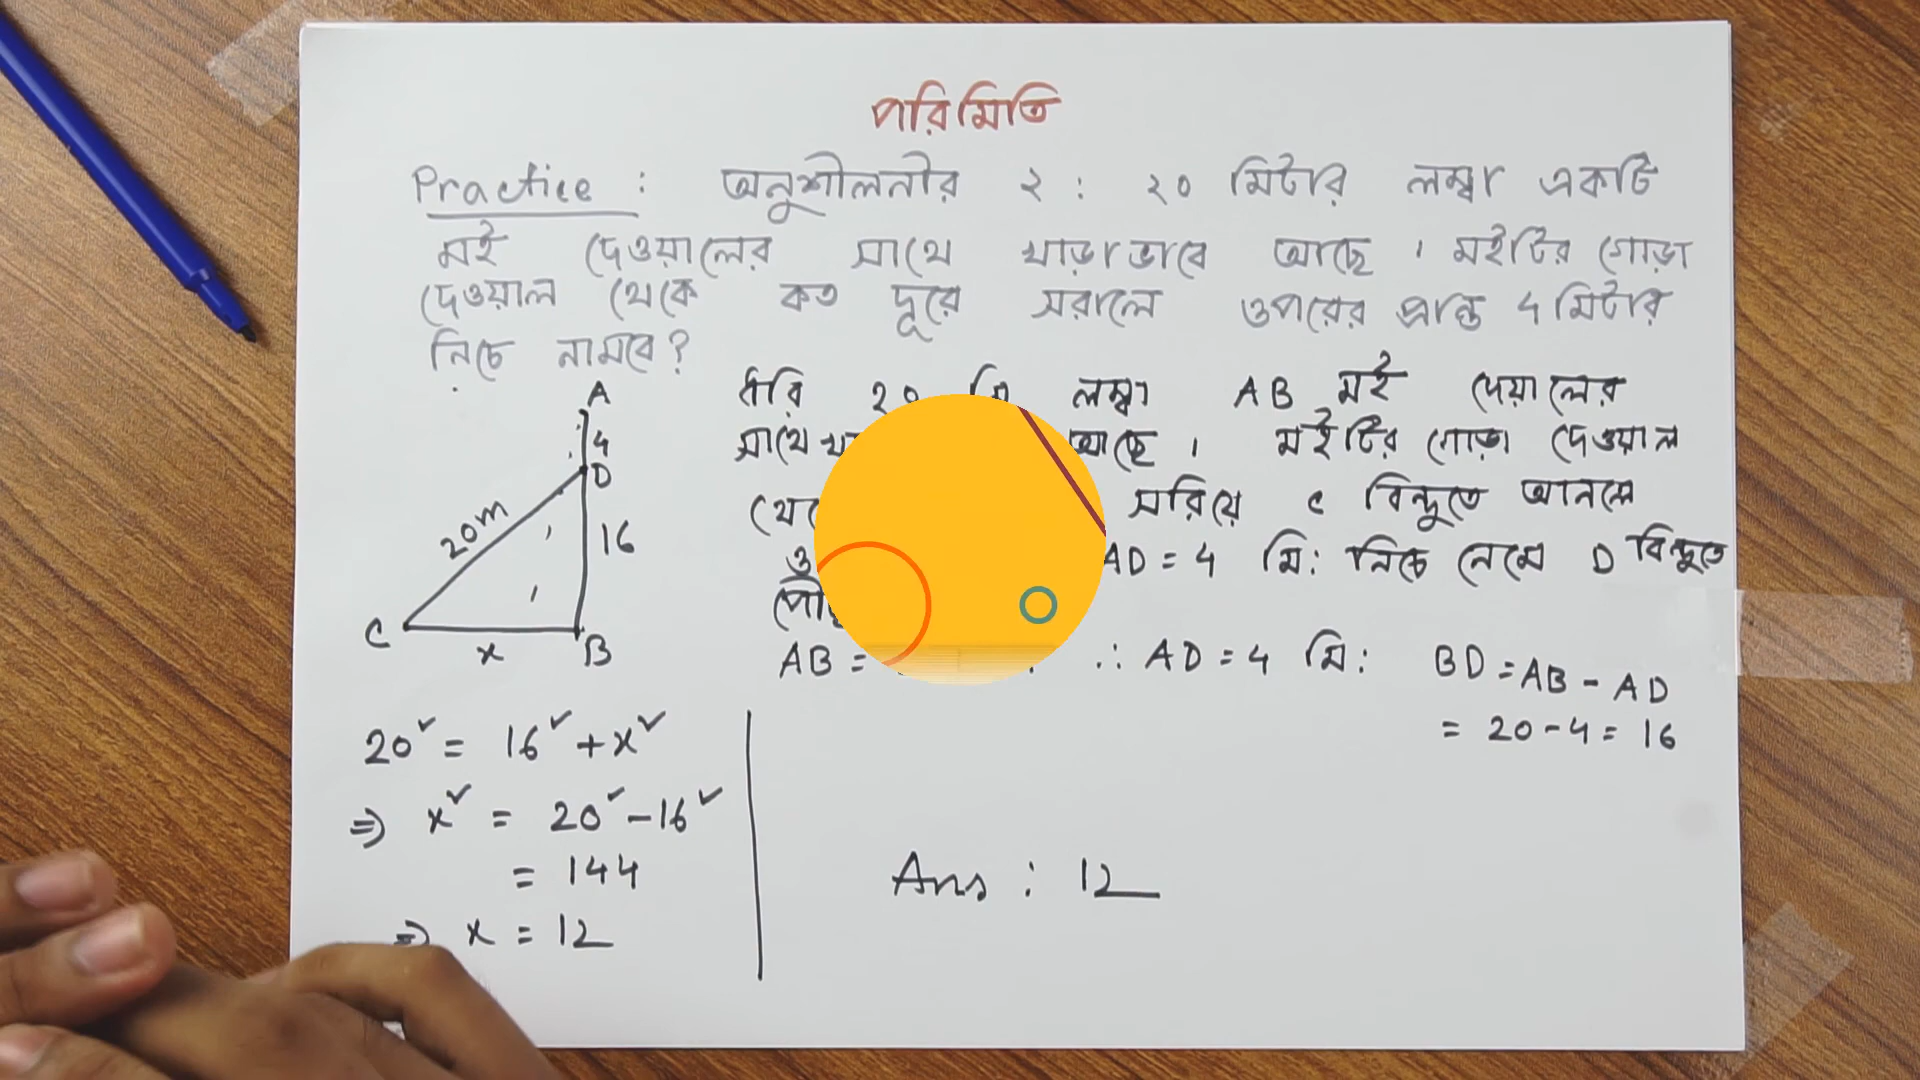 পরিমিতি
Practice : অনুশীলনীর ২ : ২০ মিটার লম্বা একটি
মই দেওয়ালের সাথে খাড়াভাবে আছে । মইটির গোড়া
দেওয়াল থেকে কত দূরে সরালে ওপরের প্রান্ত 4 মিটার
নিচে নামবে?
ধরি ২০ মি লম্বা AB মই দেয়ালের
সাথে আছে । মইটির গোড়া দেওয়াল
সরিয়ে C বিন্দুতে আনলে
AD = 4 মি: নিচে নেমে D বিন্দুতে
AB = ∴ AD = 4 মি: BD = AB - AD
= 20 - 4 = 16
A
4
D
20m
16
C
x
B
20² = 16² + x²
⇒ x² = 20² - 16²
= 144
⇒ x = 12
Ans : 12